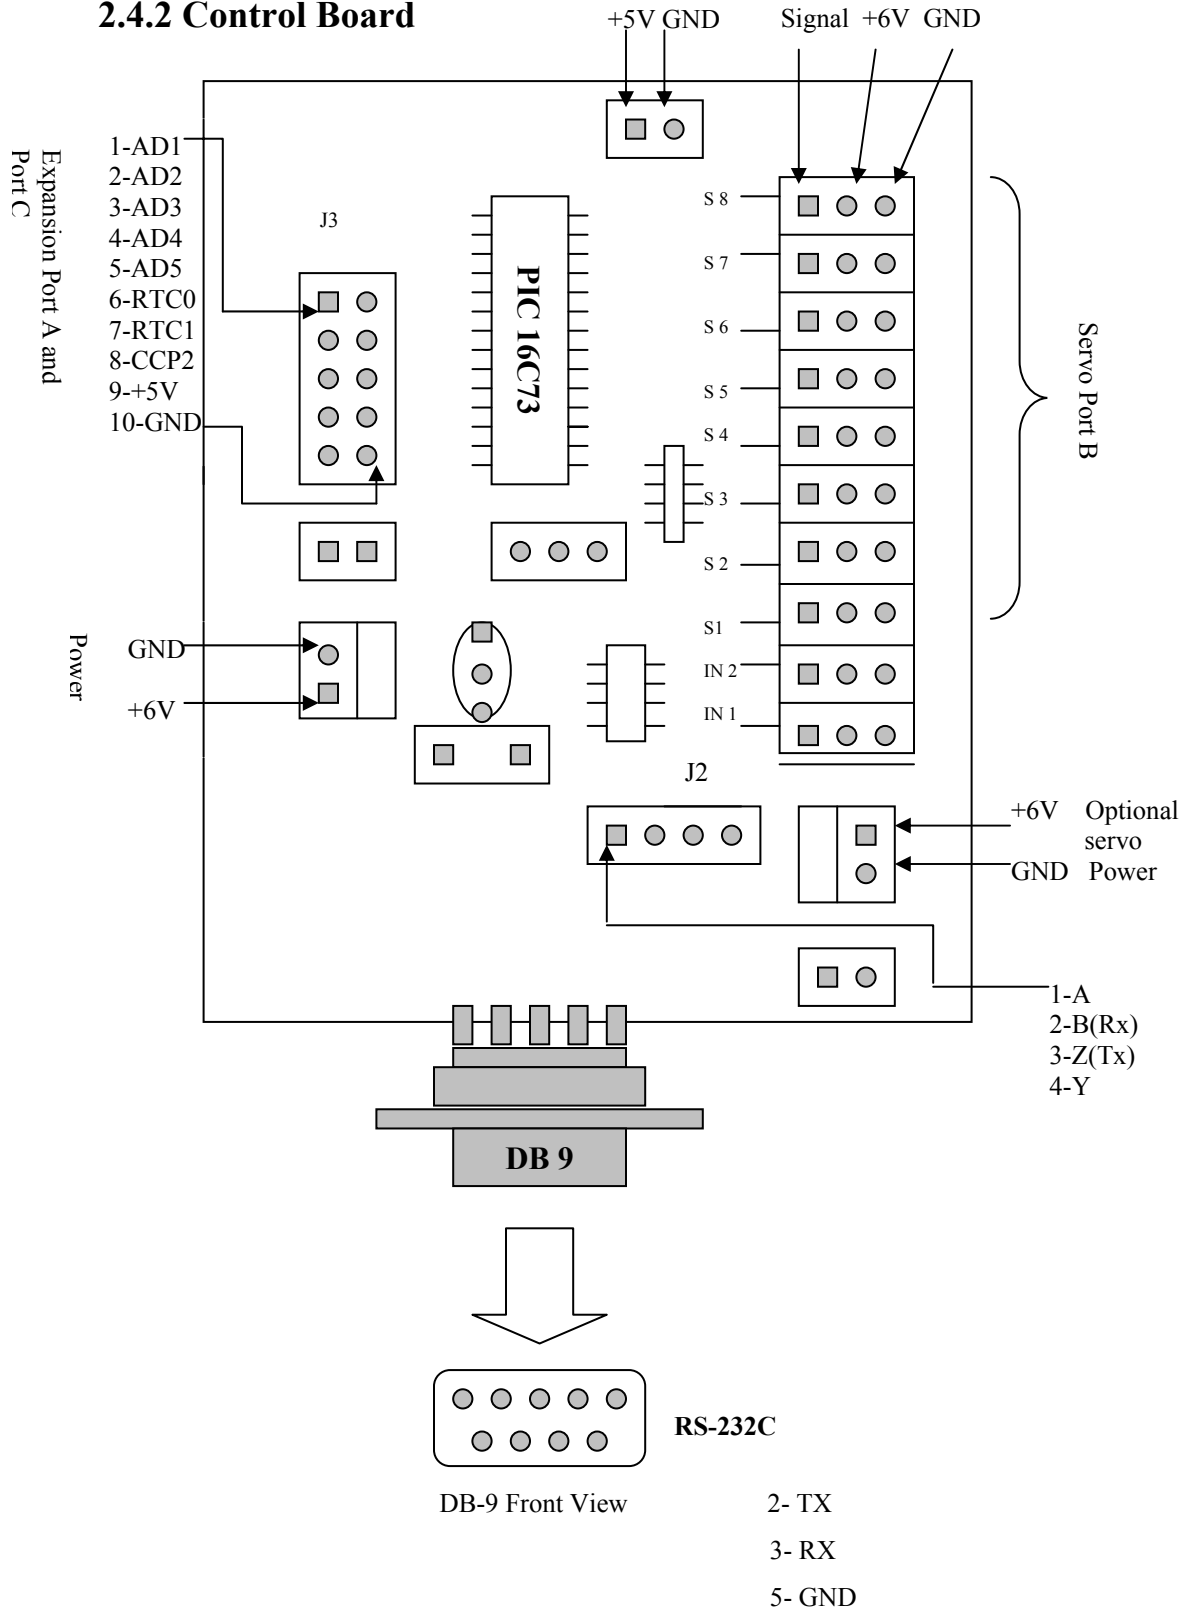 2.4.2 Control Board
+5V GND
Signal +6V GND
Expansion Port A and
Port C
1-AD1
2-AD2
3-AD3
4-AD4
5-AD5
6-RTC0
7-RTC1
8-CCP2
9-+5V
10-GND
J3
PIC 16C73
S 8
S 7
S 6
S 5
S 4
S 3
S 2
S1
IN 2
IN 1
Servo Port B
Power
GND
+6V
J2
+6V Optional
servo
GND Power
1-A
2-B(Rx)
3-Z(Tx)
4-Y
DB 9
RS-232C
DB-9 Front View
2- TX
3- RX
5- GND